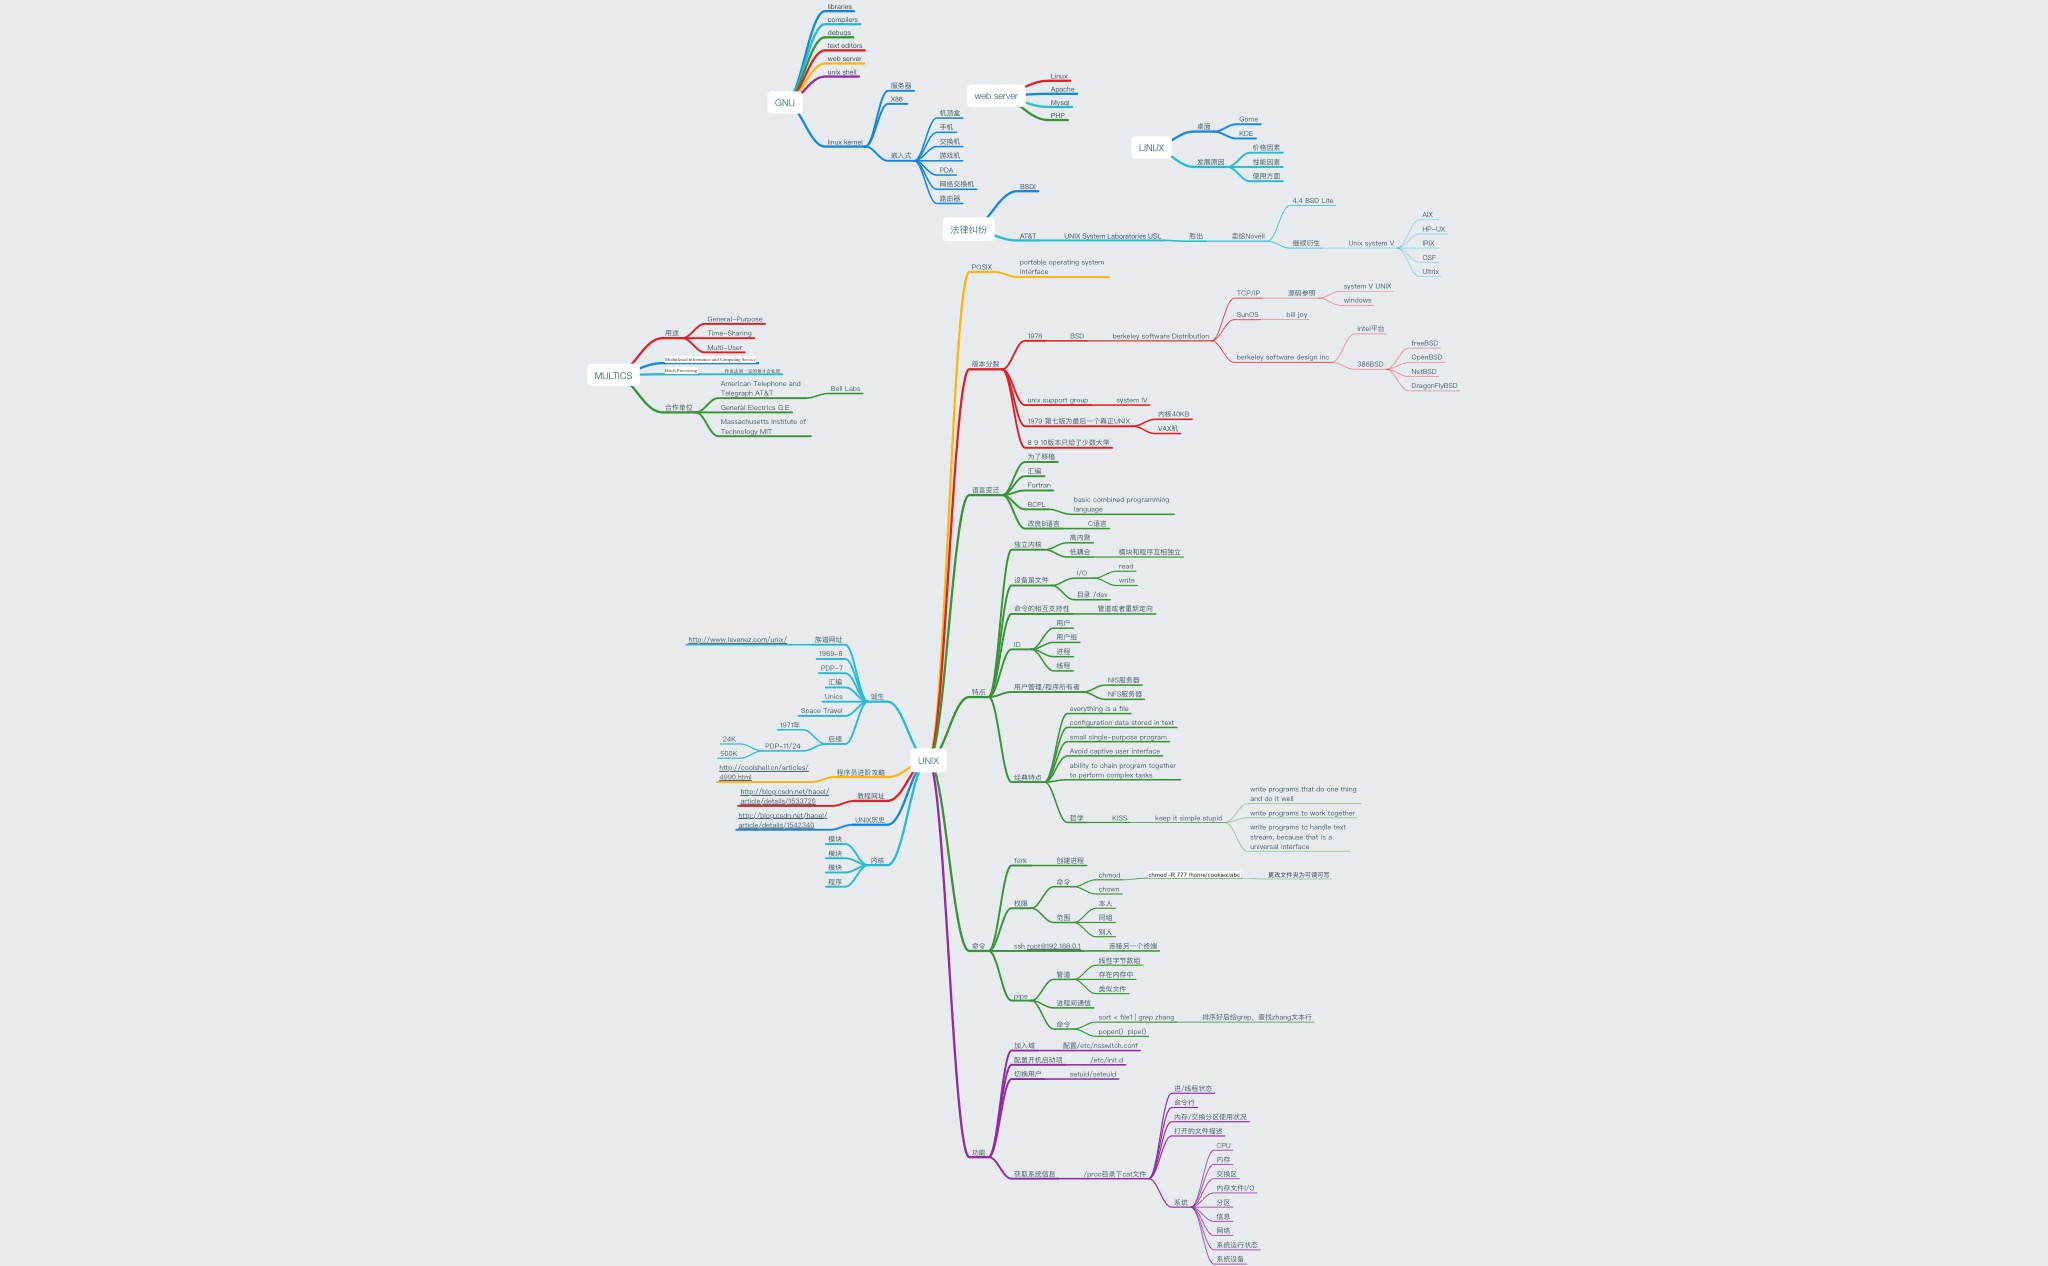 libraries
compilers
debugs
text editors
web server
unix shell
GNU
linux kernel
服务器
X86
嵌入式
机顶盒
手机
交换机
游戏机
PDA
网络交换机
路由器
web server
Linux
Apache
Mysql
PHP
LINUX
桌面
Gome
KDE
发展原因
价格因素
性能因素
使用方面
法律纠纷
BSDI
AT&T
UNIX System Laboratories USL
胜出
卖给Novell
4.4 BSD Lite
继续衍生
Unix system V
AIX
HP-UX
IRIX
OSF
Ultrix
MULTICS
用途
General-Purpose
Time-Sharing
Multi-User
Multiplexed Information and Computing Service
Batch Processing
作业达到一定的量才会处理
合作单位
American Telephone and
Telegraph AT&T
Bell Labs
General Electrics G.E
Massachusetts Institute of
Technology MIT
UNIX
POSIX
portable operating system
interface
版本分裂
1978
BSD
berkeley software Distribution
TCP/IP
源码参照
system V UNIX
windows
SunOS
bill joy
berkeley software design inc
intel平台
386BSD
freeBSD
OpenBSD
NetBSD
DragonFlyBSD
unix support group
system IV
1979 第七版为最后一个真正UNIX
内核40KB
VAX机
8 9 10版本只给了少数大学
语言变迁
为了移植
汇编
Fortran
BCPL
basic combined programming
language
改良B语言
C语言
特点
独立内核
高内聚
低耦合
模块和程序互相独立
设备是文件
I/O
read
write
目录 /dev
命令的相互支持性
管道或者重新定向
ID
用户
用户组
进程
线程
用户管理/程序所有者
NIS服务器
NFS服务器
经典特点
everything is a file
configuration data stored in text
small single-purpose program
Avoid captive user interface
ability to chain program together
to perform complex tasks
哲学
KISS
keep it simple stupid
write programs that do one thing
and do it well
write programs to work together
write programs to handle text
stream, because that is a
universal interface
命令
fork
创建进程
权限
命令
chmod
chmod -R 777 /home/cookiex/abc
更改文件夹为可读可写
chown
范围
本人
同组
别人
ssh root@192.168.0.1
连接另一个终端
pipe
管道
线性字节数组
存在内存中
类似文件
进程间通信
命令
sort < file1 | grep zhang
排序好后给grep，查找zhang文本行
popen() pipe()
功能
加入域
配置/etc/nsswitch.conf
配置开机启动项
/etc/init.d
切换用户
setuid/seteuid
获取系统信息
/proc目录下cat文件
进/线程状态
命令行
内存/交换分区使用状况
打开的文件描述
系统
CPU
内存
交换区
内存文件I/O
分区
信息
网络
系统运行状态
系统设备
诞生
族谱网址
http://www.levenez.com/unix/
1969-8
PDP-7
汇编
Unics
Space Travel
后续
1971年
PDP-11/24
24K
500K
程序员进阶攻略
http://coolshell.cn/articles/
4990.html
教程网址
http://blog.csdn.net/haoel/
article/details/1533720
UNIX历史
http://blog.csdn.net/haoel/
article/details/1542340
内核
模块
模块
模块
程序